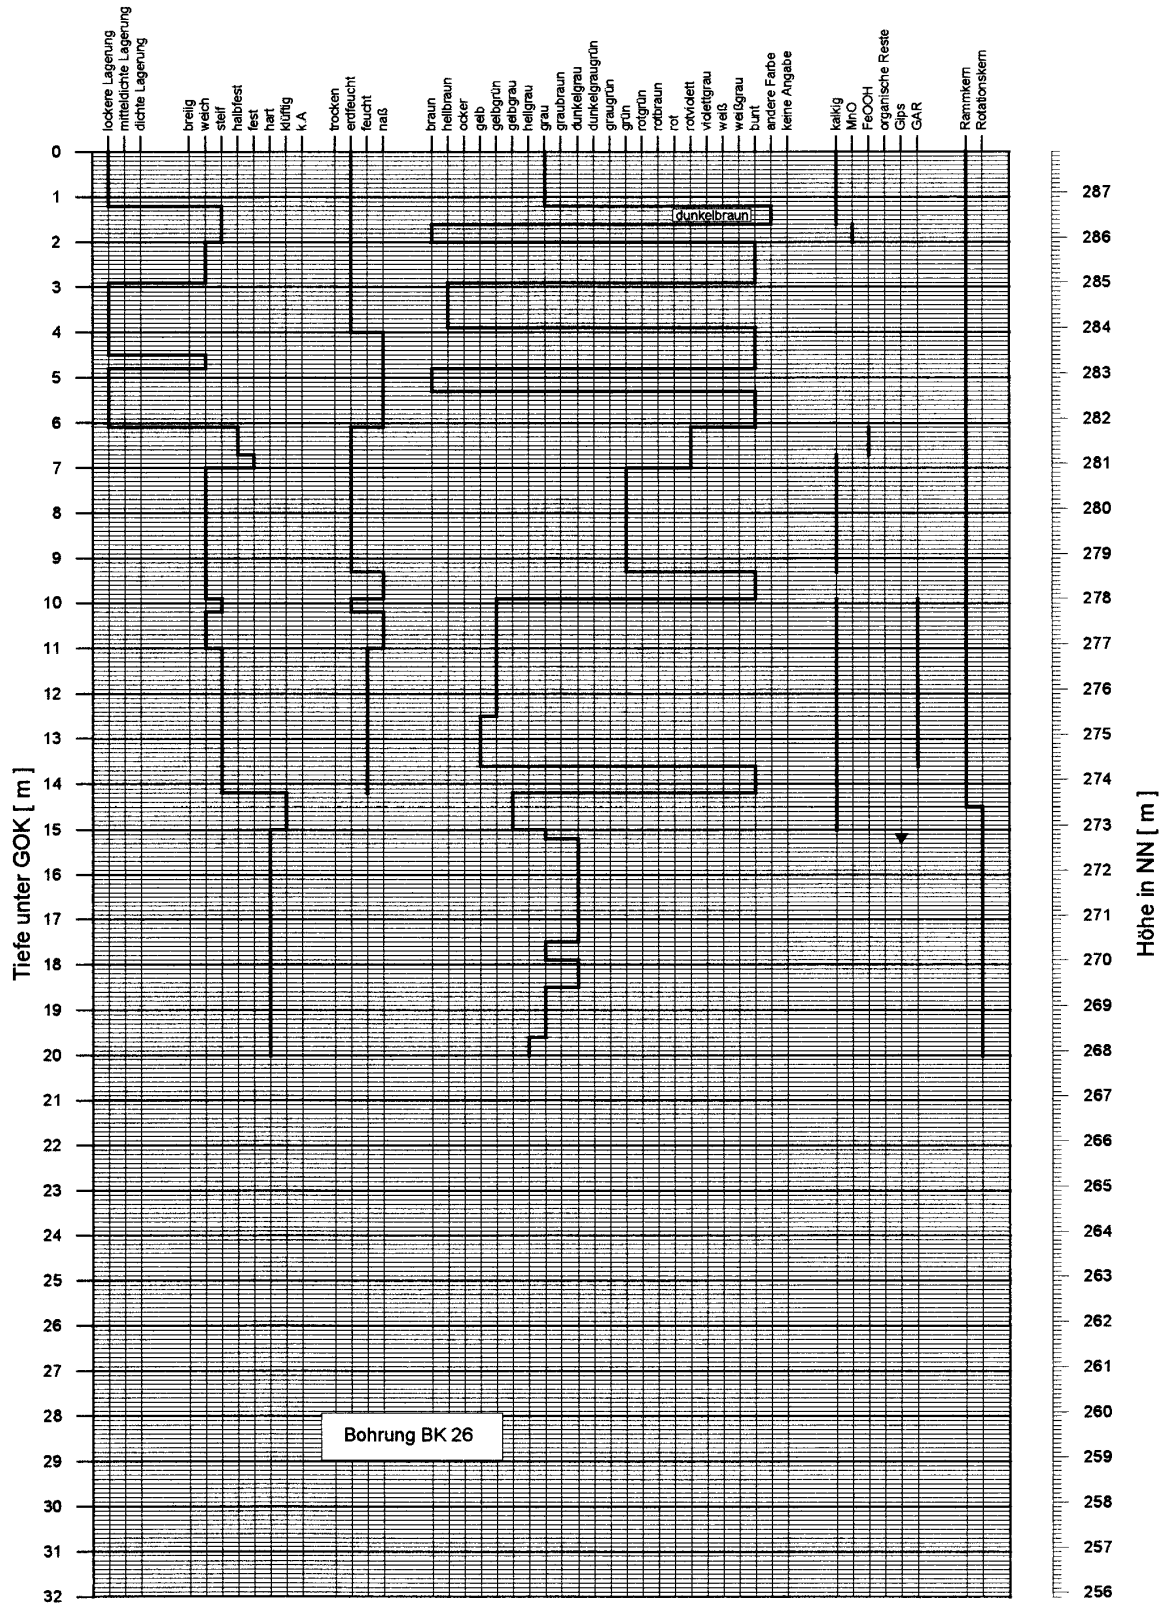 lockere Lagerung
mitteldichte Lagerung
dichte Lagerung
breiig
weich
steif
halbfest
fest
hart
klüftig
k.A
trocken
erdfeucht
feucht
naß
braun
hellbraun
ocker
gelb
gelbgrün
gelbgrau
hellgrau
grau
graubraun
dunkelgrau
dunkelgraugrün
graugrün
grün
rotgrün
rotbraun
rot
rotviolett
violettgrau
weiß
weißgrau
bunt
andere Farbe
keine Angabe
kalkig
MnO
FeOOH
organische Reste
Gips
GAR
Rammkern
Rotationskern
0
1
2
3
4
5
6
7
8
9
10
11
12
13
14
15
16
17
18
19
20
21
22
23
24
25
26
27
28
29
30
31
32
Tiefe unter GOK [ m ]
dunkelbraun
Bohrung BK 26
287
286
285
284
283
282
281
280
279
278
277
276
275
274
273
272
271
270
269
268
267
266
265
264
263
262
261
260
259
258
257
256
Höhe in NN [ m ]